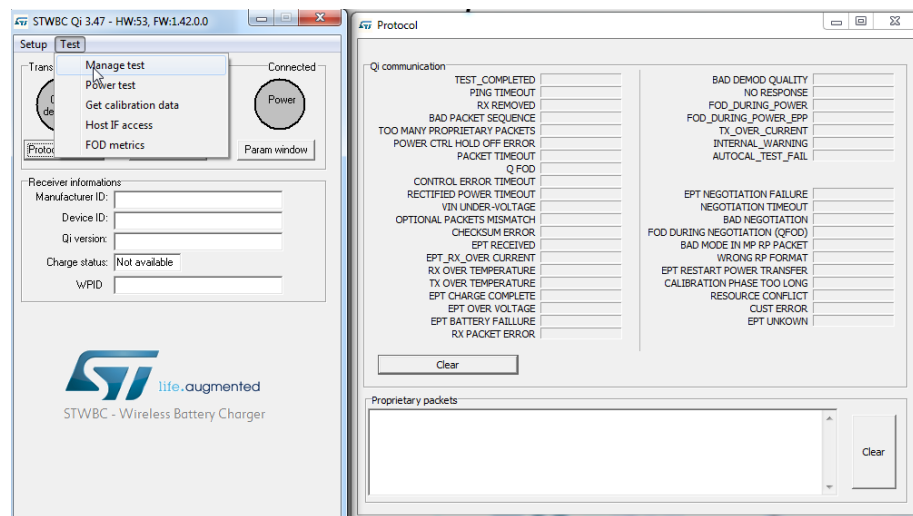 STWBC Qi 3.47 - HW:53, FW:1.42.0.0
Setup Test
Manage test
Power test
Get calibration data
Host IF access
FOD metrics
Connected
Power
Param window
Receiver informations
Manufacturer ID:
Device ID:
Qi version:
Charge status: Not available
WPID
ST life.augmented
STWBC - Wireless Battery Charger
Protocol
Qi communication
TEST_COMPLETED
PING TIMEOUT
RX REMOVED
BAD PACKET SEQUENCE
TOO MANY PROPRIETARY PACKETS
POWER CTRL HOLD OFF ERROR
PACKET TIMEOUT
Q FOD
CONTROL ERROR TIMEOUT
RECTIFIED POWER TIMEOUT
VIN UNDER-VOLTAGE
OPTIONAL PACKETS MISMATCH
CHECKSUM ERROR
EPT RECEIVED
EPT_RX_OVER CURRENT
RX OVER TEMPERATURE
TX OVER TEMPERATURE
EPT CHARGE COMPLETE
EPT OVER VOLTAGE
EPT BATTERY FAILLURE
RX PACKET ERROR
BAD DEMOD QUALITY
NO RESPONSE
FOD_DURING_POWER
FOD_DURING_POWER_EPP
TX_OVER_CURRENT
INTERNAL_WARNING
AUTOCAL_TEST_FAIL
EPT NEGOTIATION FAILURE
NEGOTIATION TIMEOUT
BAD NEGOTIATION
FOD DURING NEGOTIATION (QFOD)
BAD MODE IN MP RP PACKET
WRONG RP FORMAT
EPT RESTART POWER TRANSFER
CALIBRATION PHASE TOO LONG
RESOURCE CONFLICT
CUST ERROR
EPT UNKOWN
Clear
Proprietary packets
Clear